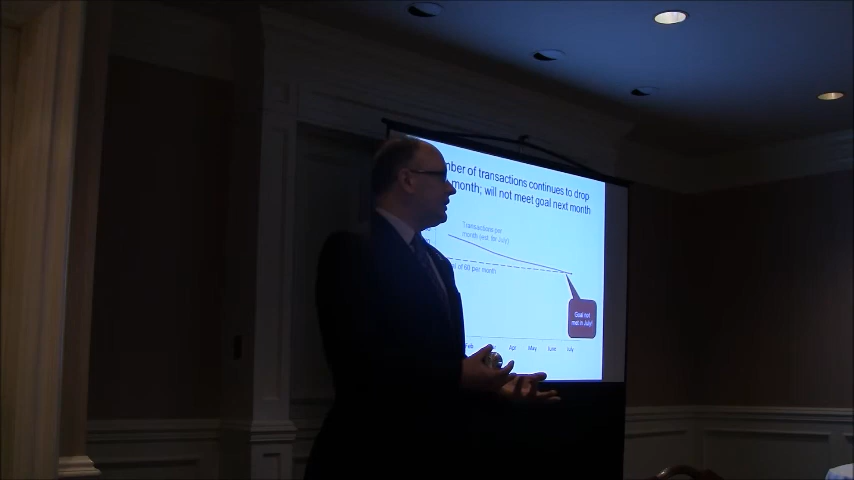 mber of transactions continues to drop
month; will not meet goal next month
Transactions per
month (est. for July)
of 60 per month
Goal not
met in July!
Feb Apr May June July